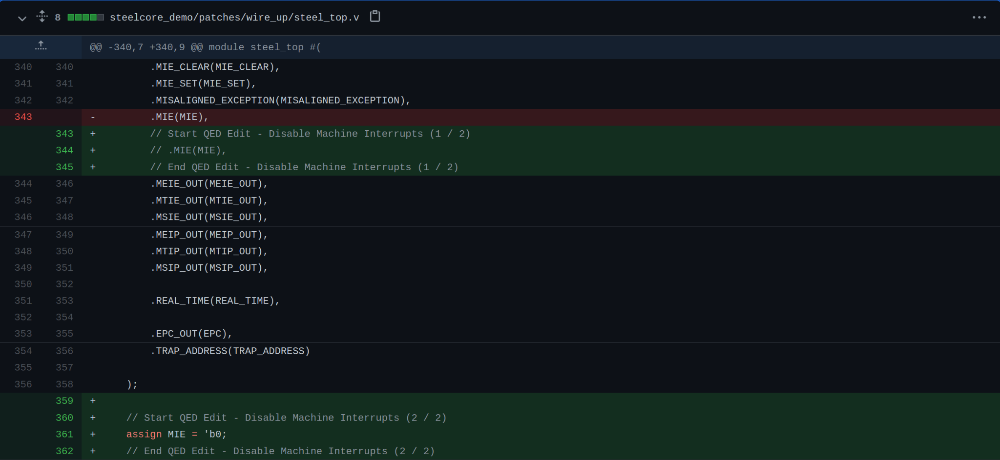 8 steelcore_demo/patches/wire_up/steel_top.v
@@ -340,7 +340,9 @@ module steel_top #(
340 340 .MIE_CLEAR(MIE_CLEAR),
341 341 .MIE_SET(MIE_SET),
342 342 .MISALIGNED_EXCEPTION(MISALIGNED_EXCEPTION),
343 - .MIE(MIE),
343 + // Start QED Edit - Disable Machine Interrupts (1 / 2)
344 + // .MIE(MIE),
345 + // End QED Edit - Disable Machine Interrupts (1 / 2)
344 346 .MEIE_OUT(MEIE_OUT),
345 347 .MTIE_OUT(MTIE_OUT),
346 348 .MSIE_OUT(MSIE_OUT),
347 349 .MEIP_OUT(MEIP_OUT),
348 350 .MTIP_OUT(MTIP_OUT),
349 351 .MSIP_OUT(MSIP_OUT),
350 352
351 353 .REAL_TIME(REAL_TIME),
352 354
353 355 .EPC_OUT(EPC),
354 356 .TRAP_ADDRESS(TRAP_ADDRESS)
355 357
356 358 );
359 +
360 + // Start QED Edit - Disable Machine Interrupts (2 / 2)
361 + assign MIE = 'b0;
362 + // End QED Edit - Disable Machine Interrupts (2 / 2)